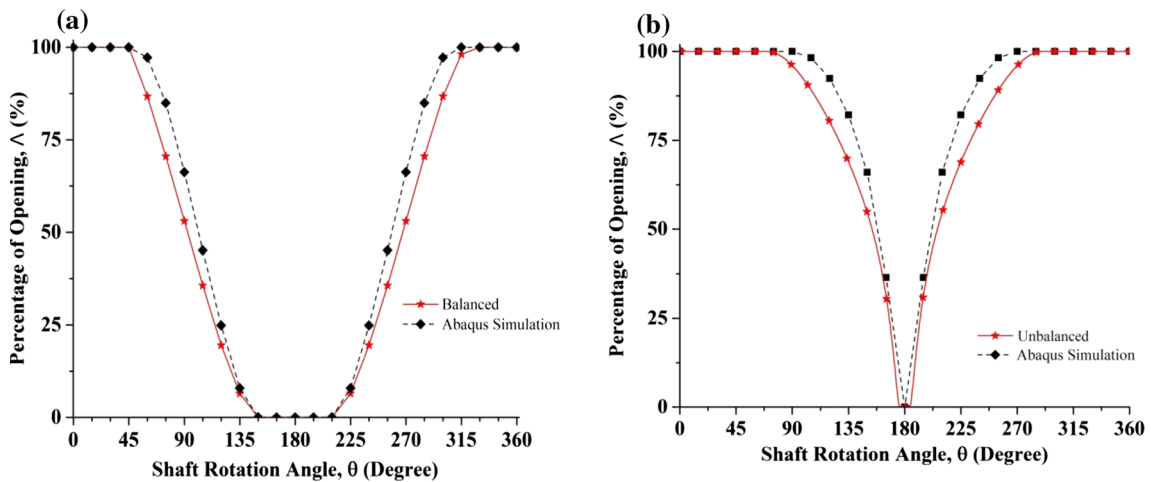 (a)
Percentage of Opening, Λ (%)
100
75
50
25
0
0 45 90 135 180 225 270 315 360
Shaft Rotation Angle, θ (Degree)
Balanced
Abaqus Simulation
(b)
Percentage of Opening, Λ (%)
100
75
50
25
0
0 45 90 135 180 225 270 315 360
Shaft Rotation Angle, θ (Degree)
Unbalanced
Abaqus Simulation